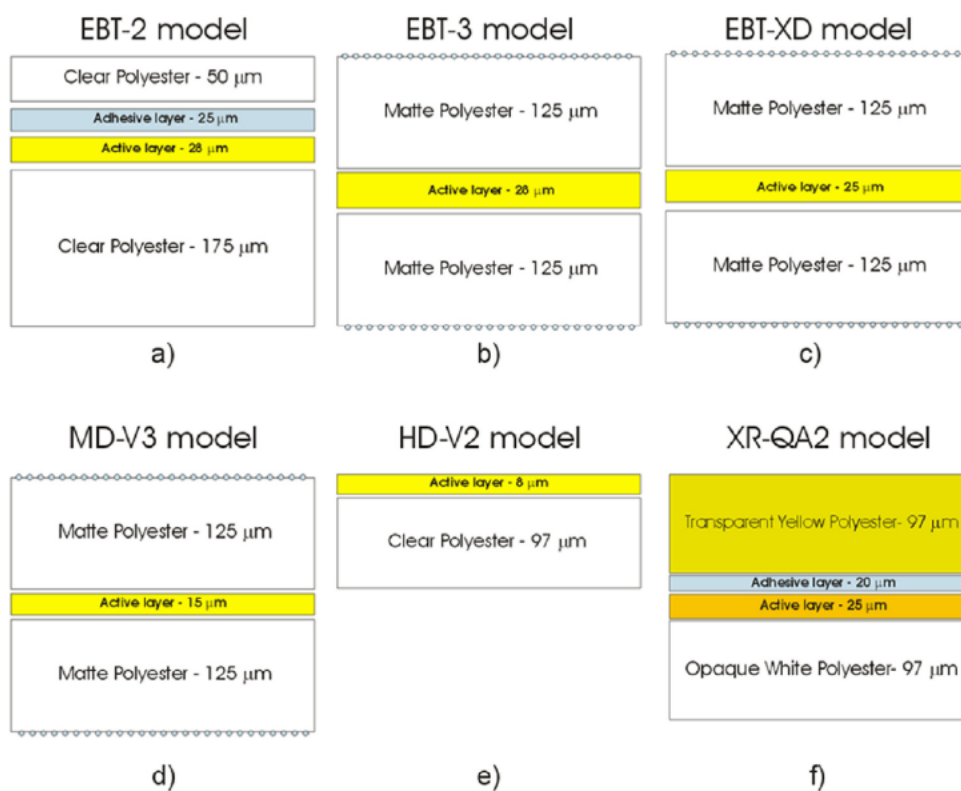 EBT-2 model
Clear Polyester - 50 µm
Adhesive layer - 25 µm
Active layer - 28 µm
Clear Polyester - 175 µm
a)
EBT-3 model
Matte Polyester - 125 µm
Active layer - 28 µm
Matte Polyester - 125 µm
b)
EBT-XD model
Matte Polyester - 125 µm
Active layer - 25 µm
Matte Polyester - 125 µm
c)
MD-V3 model
Matte Polyester - 125 µm
Active layer - 15 µm
Matte Polyester - 125 µm
d)
HD-V2 model
Active layer - 8 µm
Clear Polyester - 97 µm
e)
XR-QA2 model
Transparent Yellow Polyester- 97 µm
Adhesive layer - 20 µm
Active layer - 25 µm
Opaque White Polyester- 97 µm
f)